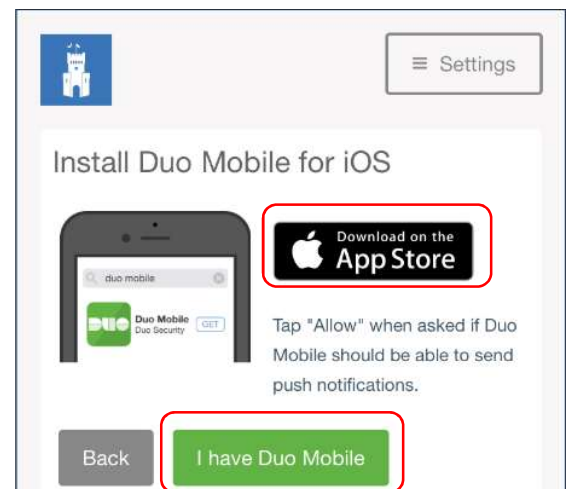 ≡ Settings
Install Duo Mobile for iOS
Download on the
App Store
duo mobile
DUO
Duo Mobile
Duo Security
GET
Tap "Allow" when asked if Duo
Mobile should be able to send
push notifications.
Back
I have Duo Mobile